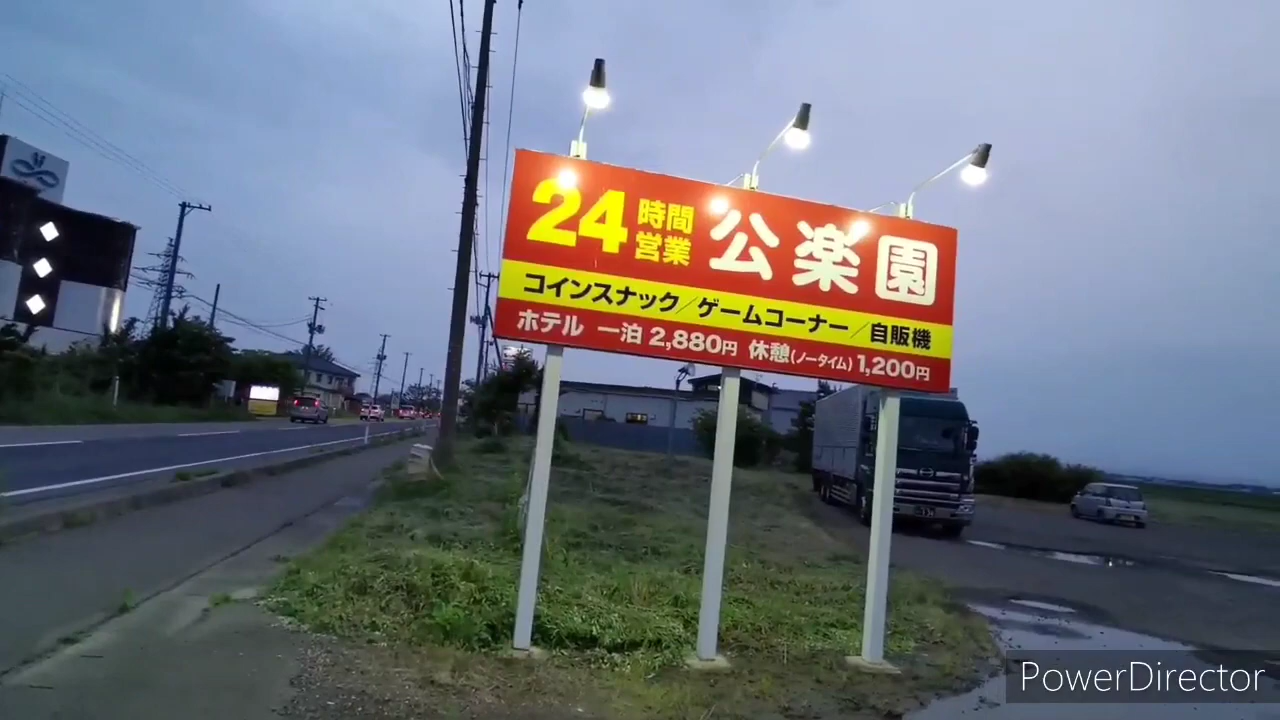 24時間営業 公楽園
コインスナック/ゲームコーナー/自販機
ホテル 一泊 2,880円 休憩(ノータイム)1,200円
PowerDirector